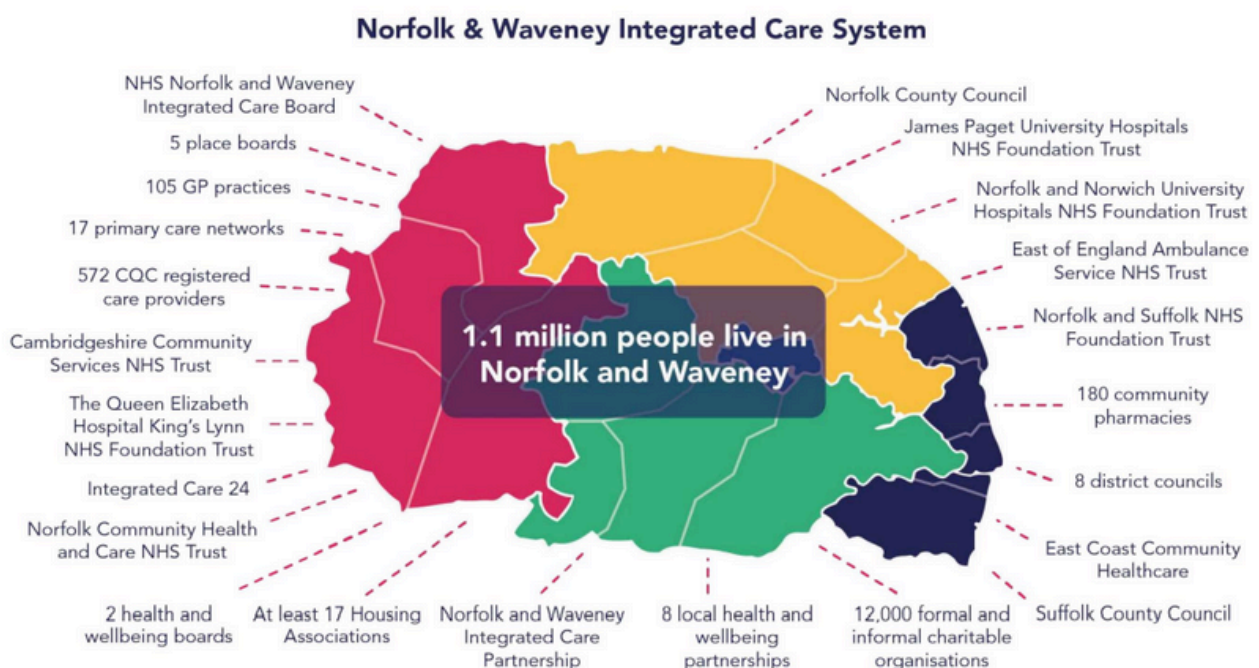 Norfolk & Waveney Integrated Care System
NHS Norfolk and Waveney
Integrated Care Board
5 place boards
105 GP practices
17 primary care networks
572 CQC registered
care providers
Cambridgeshire Community
Services NHS Trust
The Queen Elizabeth
Hospital King's Lynn
NHS Foundation Trust
Integrated Care 24
Norfolk Community Health
and Care NHS Trust
2 health and
wellbeing boards
At least 17 Housing
Associations
Norfolk and Waveney
Integrated Care
Partnership
8 local health and
wellbeing
partnerships
12,000 formal and
informal charitable
organisations
1.1 million people live in
Norfolk and Waveney
Norfolk County Council
James Paget University Hospitals
NHS Foundation Trust
Norfolk and Norwich University
Hospitals NHS Foundation Trust
East of England Ambulance
Service NHS Trust
Norfolk and Suffolk NHS
Foundation Trust
180 community
pharmacies
8 district councils
East Coast Community
Healthcare
Suffolk County Council